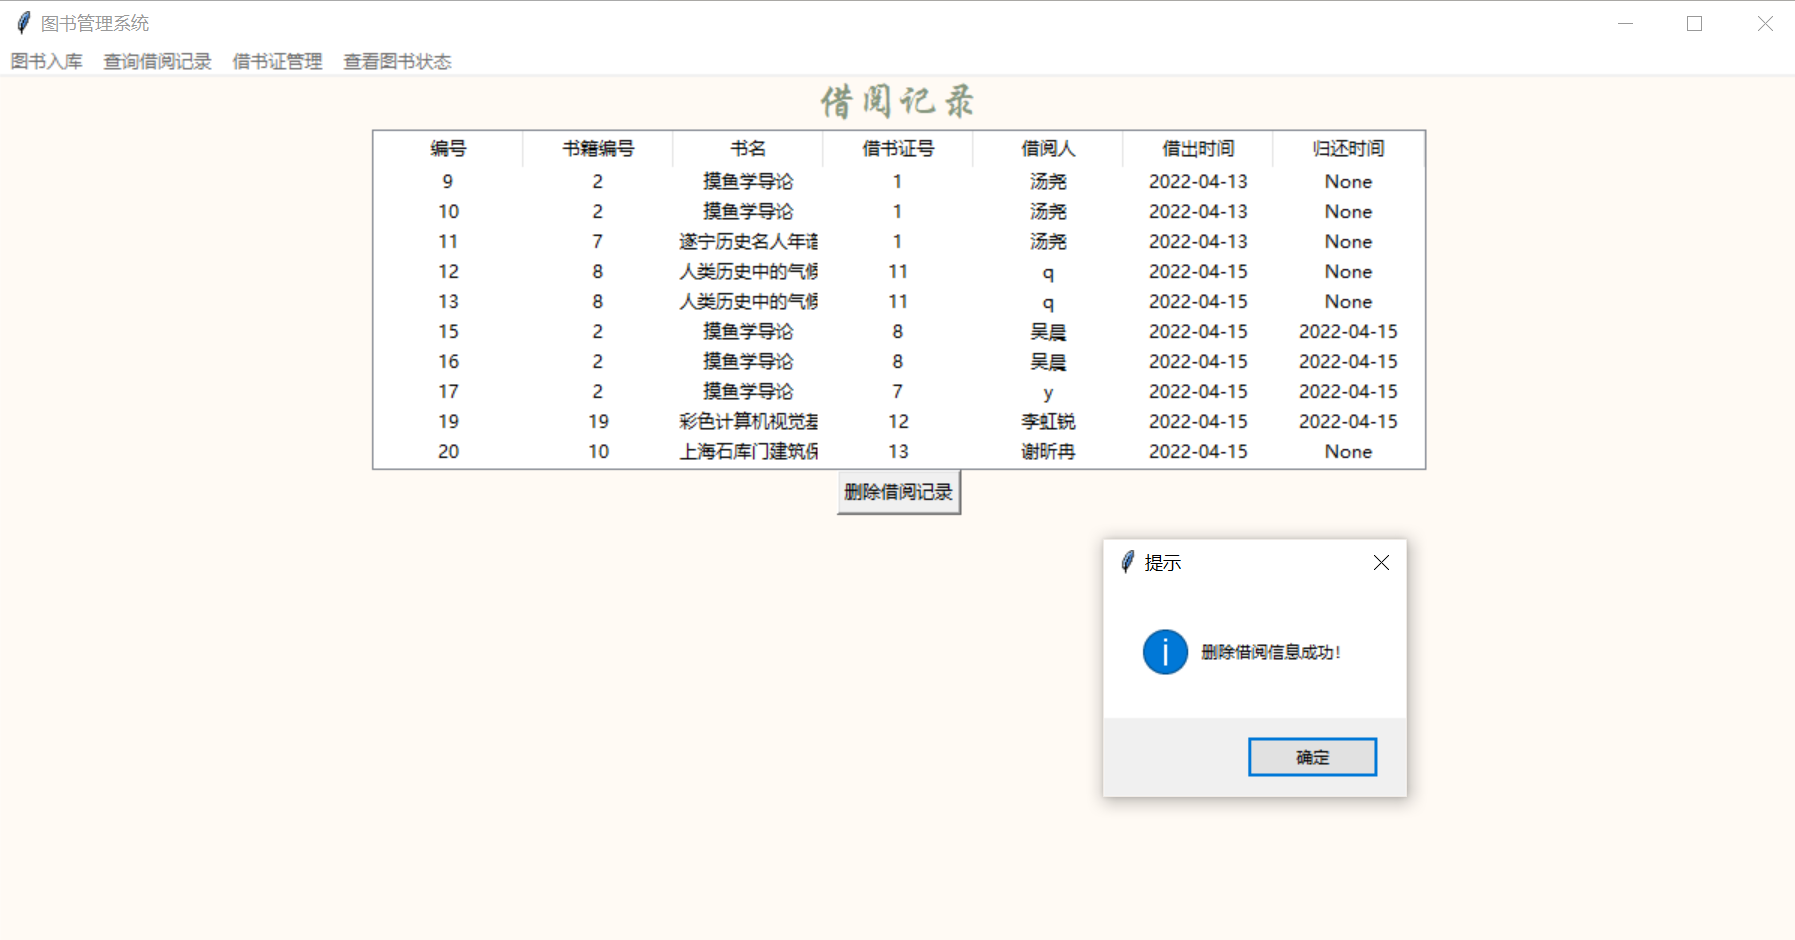 图书管理系统
图书入库 查询借阅记录 借书证管理 查看图书状态
借阅记录
编号 书籍编号 书名 借书证号 借阅人 借出时间 归还时间
9 2 摸鱼学导论 1 汤尧 2022-04-13 None
10 2 摸鱼学导论 1 汤尧 2022-04-13 None
11 7 遂宁历史名人年谱 1 汤尧 2022-04-13 None
12 8 人类历史中的气候 11 q 2022-04-15 None
13 8 人类历史中的气候 11 q 2022-04-15 None
15 2 摸鱼学导论 8 吴晨 2022-04-15 2022-04-15
16 2 摸鱼学导论 8 吴晨 2022-04-15 2022-04-15
17 2 摸鱼学导论 7 y 2022-04-15 2022-04-15
19 19 彩色计算机视觉基 12 李虹锐 2022-04-15 2022-04-15
20 10 上海石库门建筑保 13 谢昕冉 2022-04-15 None
删除借阅记录
提示
删除借阅信息成功!
确定